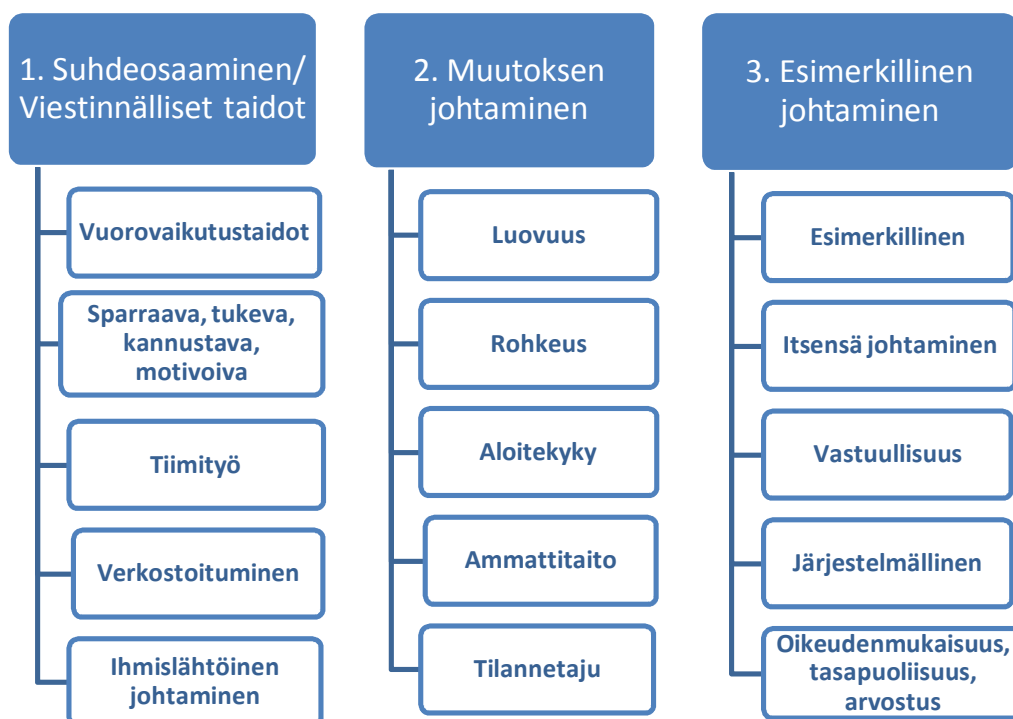 1. Suhdeosaaminen/
Viestinnälliset taidot
Vuorovaikutustaidot
Sparraava, tukeva,
kannustava,
motivoiva
Tiimityö
Verkostoituminen
Ihmislähtöinen
johtaminen
2. Muutoksen
johtaminen
Luovuus
Rohkeus
Aloitekyky
Ammattitaito
Tilannetaju
3. Esimerkillinen
johtaminen
Esimerkillinen
Itsensä johtaminen
Vastuullisuus
Järjestelmällinen
Oikeudenmukaisuus,
tasapuoliisuus,
arvostus